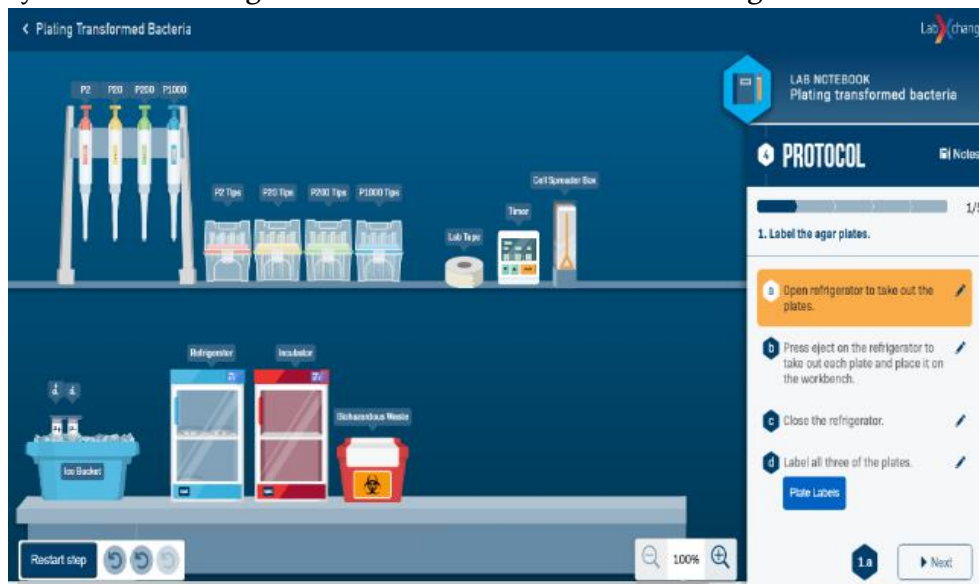 Plating Transformed Bacteria
LabXchang
P2 P20 P200 P1000
P2 Tips P20 Tips P200 Tips P1000 Tips
Lab Tape
Timer
Cell Spreader Box
Refrigerator
Incubator
Biohazardous Waste
Ice Bucket
Restart step
100%
LAB NOTEBOOK
Plating transformed bacteria
PROTOCOL
Notes
1/5
1. Label the agar plates.
a Open refrigerator to take out the
plates.
b Press eject on the refrigerator to
take out each plate and place it on
the workbench.
c Close the refrigerator.
d Label all three of the plates.
Plate Labels
1.a
Next